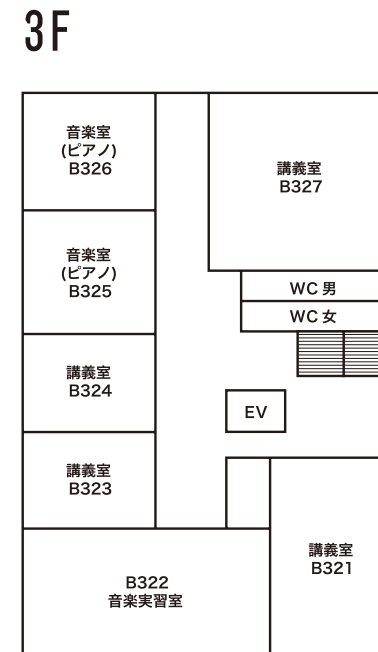 3F
音楽室
(ピアノ)
B326
講義室
B327
音楽室
(ピアノ)
B325
WC 男
WC 女
講義室
B324
EV
講義室
B323
講義室
B321
B322
音楽実習室